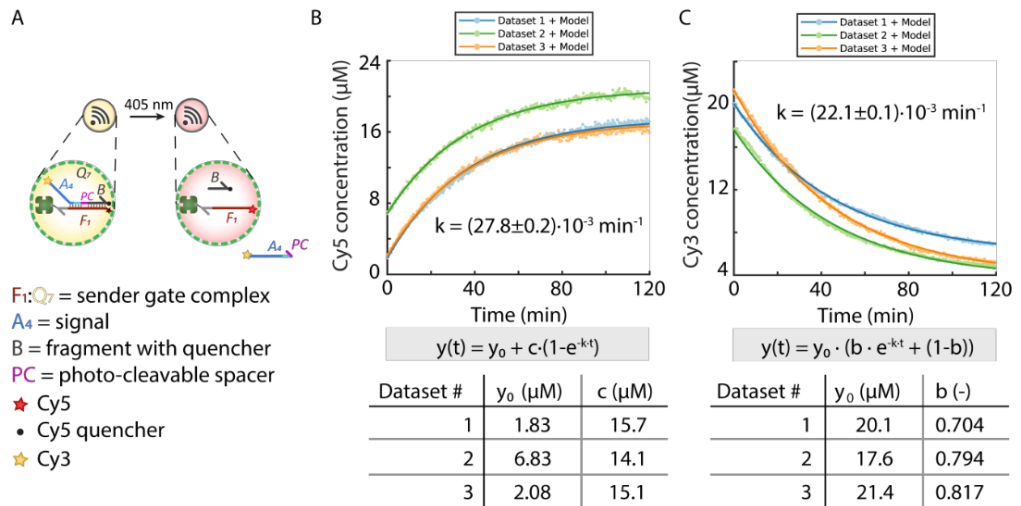 A
405 nm
Q7
A4
PC
B
F1
B
F1
A4
PC
F1:Q7 = sender gate complex
A4 = signal
B = fragment with quencher
PC = photo-cleavable spacer
Cy5
Cy5 quencher
Cy3
B
Dataset 1 + Model
Dataset 2 + Model
Dataset 3 + Model
Cy5 concentration (μM)
24
16
8
0
k = (27.8±0.2)·10-3 min-1
0 40 80 120
Time (min)
y(t) = y0 + c·(1-e-k·t)
Dataset # y0 (μM) c (μM)
1 1.83 15.7
2 6.83 14.1
3 2.08 15.1
C
Dataset 1 + Model
Dataset 2 + Model
Dataset 3 + Model
Cy3 concentration(μM)
20
12
4
k = (22.1±0.1)·10-3 min-1
0 40 80 120
Time (min)
y(t) = y0 · (b · e-k·t + (1-b))
Dataset # y0 (μM) b (-)
1 20.1 0.704
2 17.6 0.794
3 21.4 0.817